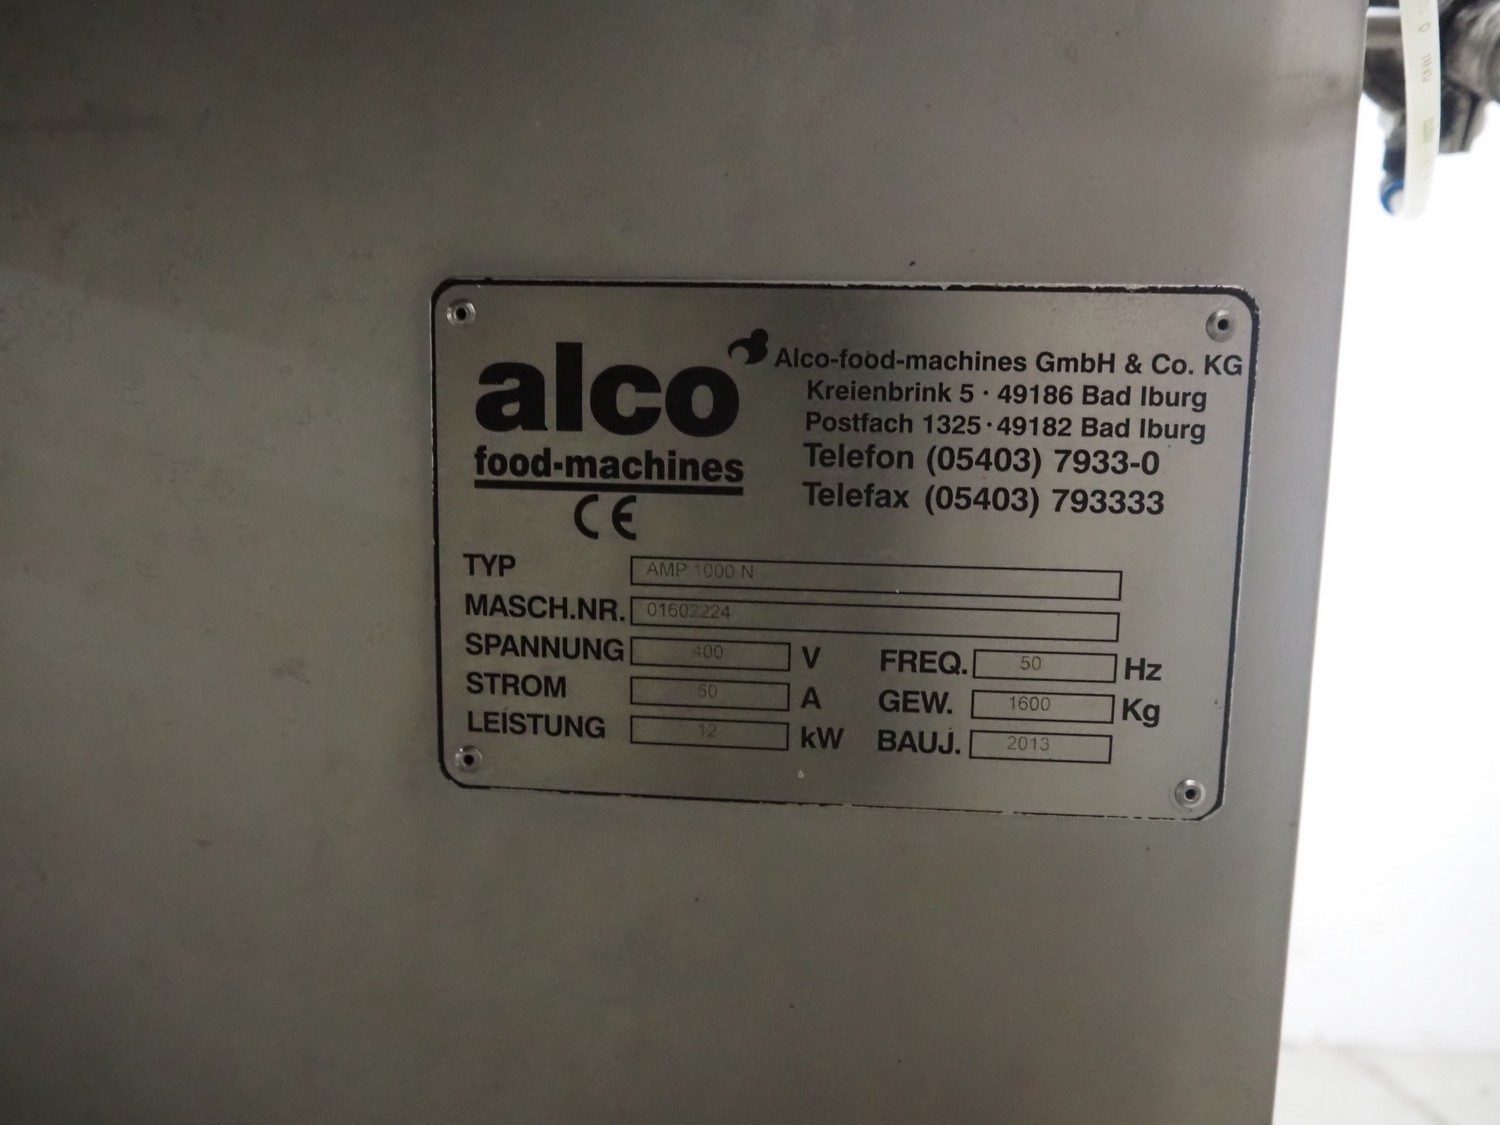 alco
food-machines
CE
Alco-food-machines GmbH & Co. KG
Kreienbrink 5 · 49186 Bad Iburg
Postfach 1325 · 49182 Bad Iburg
Telefon (05403) 7933-0
Telefax (05403) 793333
TYP AMP 1000 N
MASCH.NR. 01602224
SPANNUNG 400 V FREQ. 50 Hz
STROM 50 A GEW. 1600 Kg
LEISTUNG 12 kW BAUJ. 2013